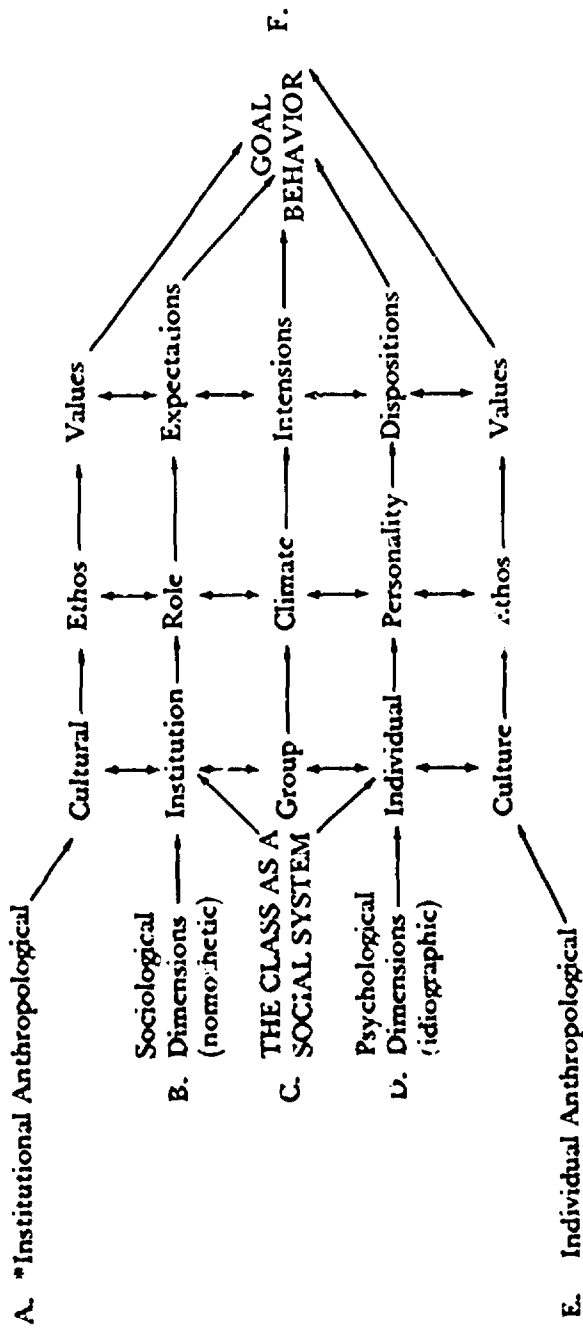 A. *Institutional Anthropological
Cultural Ethos Values
Sociological
B. Dimensions Institution Role Expectations
(nomothetic)
GOAL
C. THE CLASS AS A Group Climate Intensions BEHAVIOR F.
SOCIAL SYSTEM
Psychological
D. Dimensions Individual Personality Dispositions
(idiographic)
Culture Ethos Values
E. Individual Anthropological